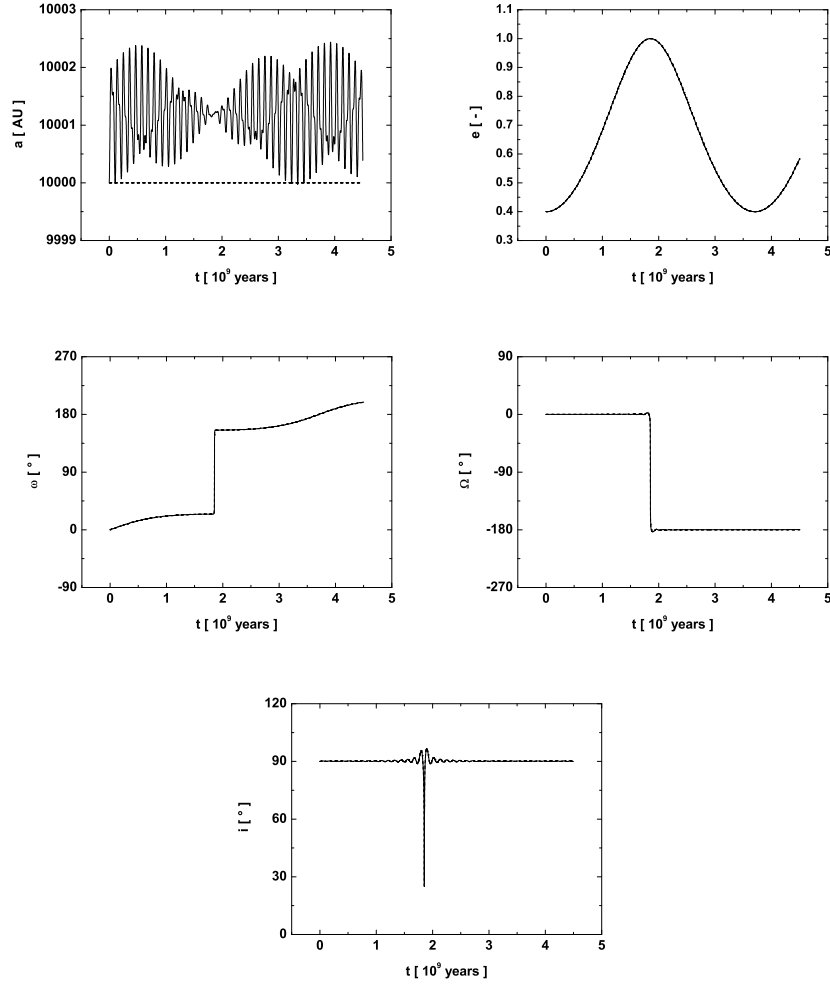 10003
10002
10001
10000
9999
a [ AU ]
0 1 2 3 4 5
t [ 10⁹ years ]
1.1
1.0
0.9
0.8
0.7
0.6
0.5
0.4
0.3
e [ - ]
0 1 2 3 4 5
t [ 10⁹ years ]
270
180
90
0
-90
ω [ ° ]
0 1 2 3 4 5
t [ 10⁹ years ]
90
0
-90
-180
-270
Ω [ ° ]
0 1 2 3 4 5
t [ 10⁹ years ]
120
90
60
30
0
i [ ° ]
0 1 2 3 4 5
t [ 10⁹ years ]